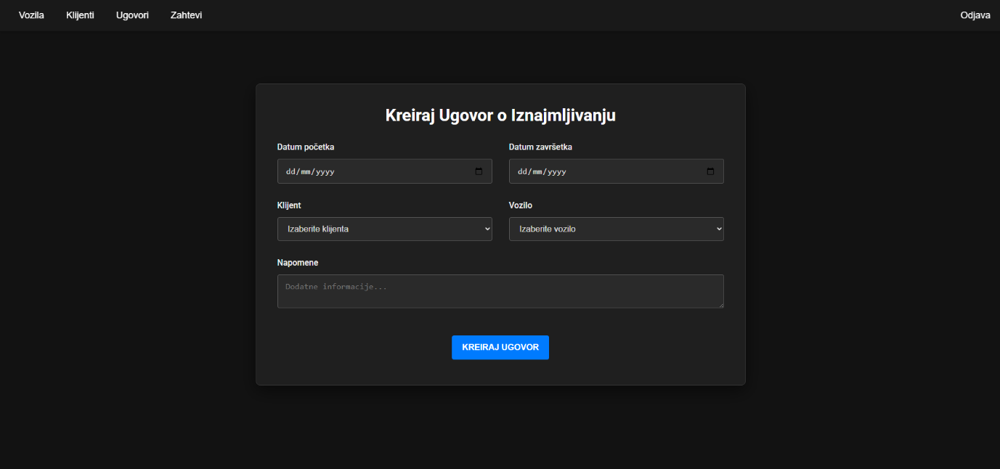 Vozila Klijenti Ugovori Zahtevi Odjava
Kreiraj Ugovor o Iznajmljivanju
Datum početka Datum završetka
dd/mm/yyyy dd/mm/yyyy
Klijent Vozilo
Izaberite klijenta Izaberite vozilo
Napomene
Dodatne informacije...
KREIRAJ UGOVOR